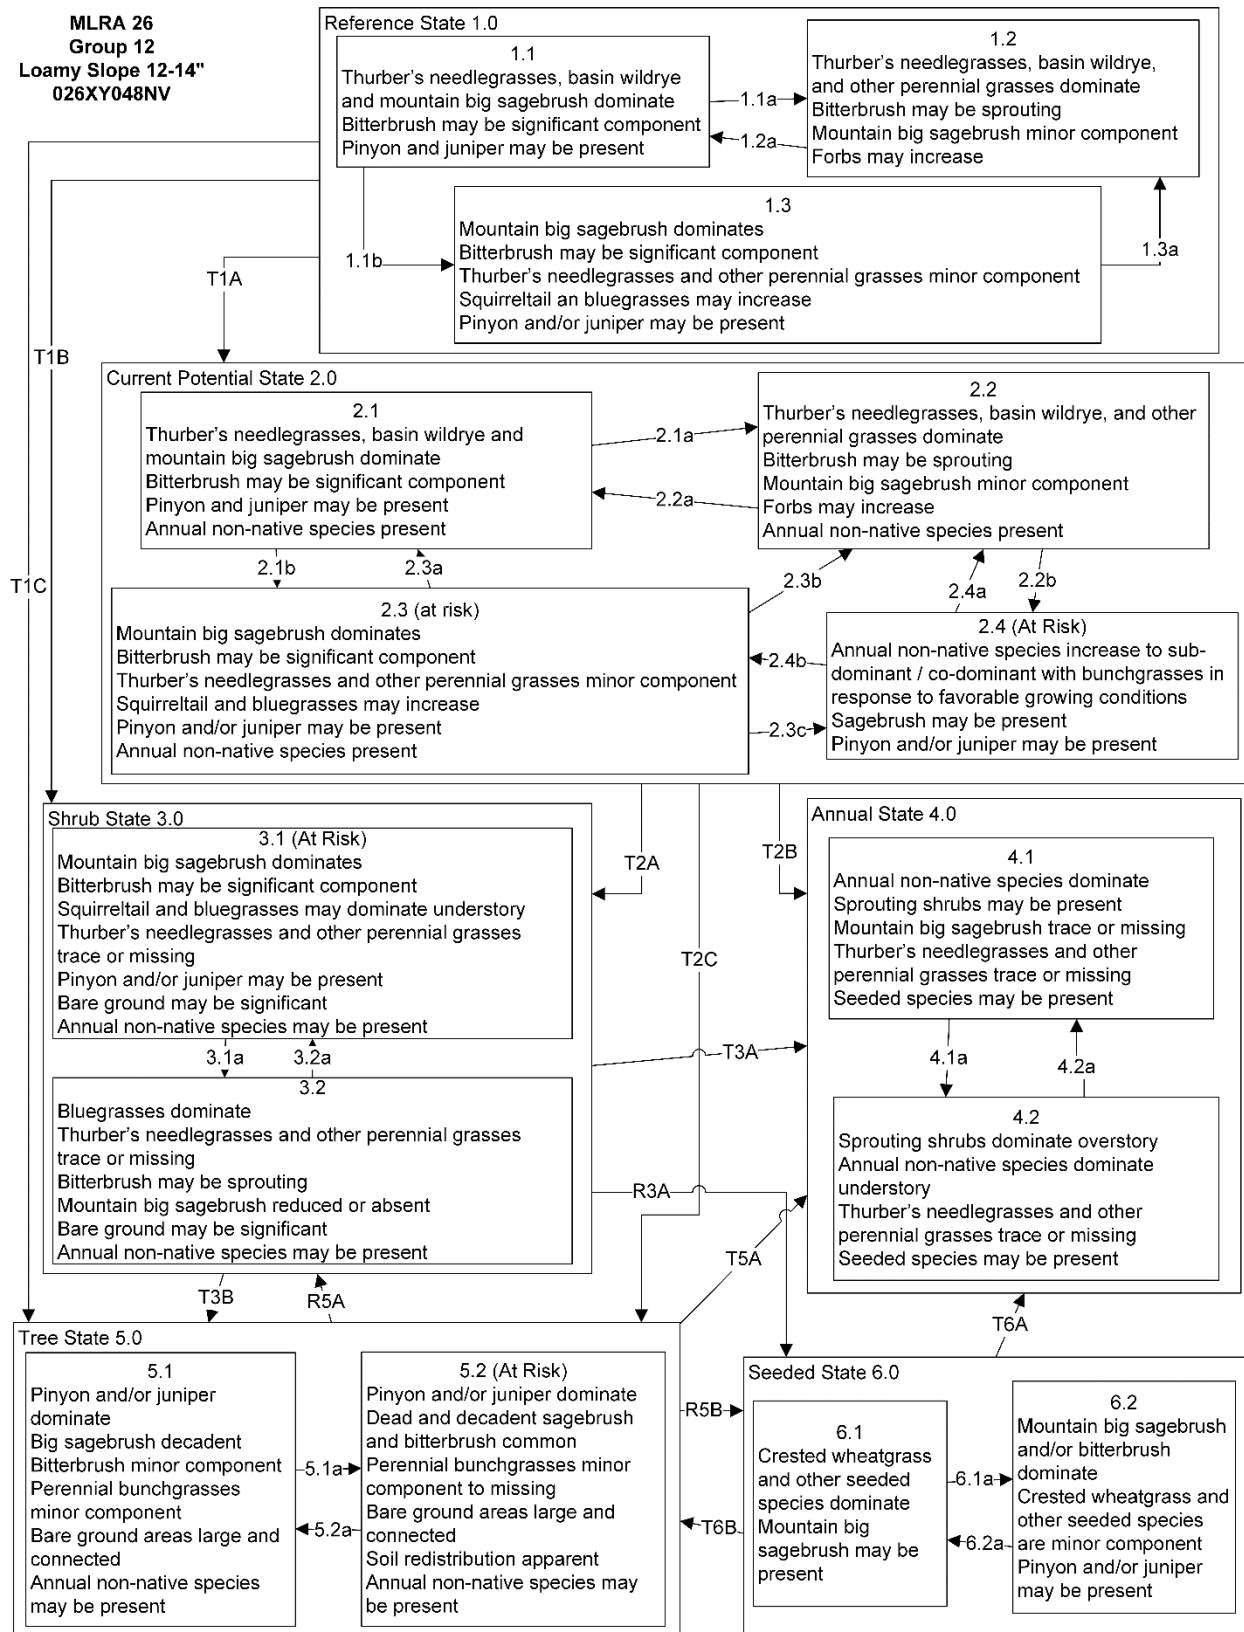 MLRA 26
Group 12
Loamy Slope 12-14"
026XY048NV
Reference State 1.0
1.1
Thurber's needlegrasses, basin wildrye
and mountain big sagebrush dominate
Bitterbrush may be significant component
Pinyon and juniper may be present
1.1a
1.2a
1.2
Thurber's needlegrasses, basin wildrye,
and other perennial grasses dominate
Bitterbrush may be sprouting
Mountain big sagebrush minor component
Forbs may increase
1.1b
1.3
Mountain big sagebrush dominates
Bitterbrush may be significant component
Thurber's needlegrasses and other perennial grasses minor component
Squirreltail an bluegrasses may increase
Pinyon and/or juniper may be present
1.3a
T1A
T1B
T1C
Current Potential State 2.0
2.1
Thurber's needlegrasses, basin wildrye and
mountain big sagebrush dominate
Bitterbrush may be significant component
Pinyon and juniper may be present
Annual non-native species present
2.1a
2.2a
2.2
Thurber's needlegrasses, basin wildrye, and other
perennial grasses dominate
Bitterbrush may be sprouting
Mountain big sagebrush minor component
Forbs may increase
Annual non-native species present
2.1b
2.3a
2.3b
2.4a
2.2b
2.3 (at risk)
Mountain big sagebrush dominates
Bitterbrush may be significant component
Thurber's needlegrasses and other perennial grasses minor component
Squirreltail and bluegrasses may increase
Pinyon and/or juniper may be present
Annual non-native species present
2.4b
2.3c
2.4 (At Risk)
Annual non-native species increase to sub-
dominant / co-dominant with bunchgrasses in
response to favorable growing conditions
Sagebrush may be present
Pinyon and/or juniper may be present
T2A
T2C
T2B
Shrub State 3.0
3.1 (At Risk)
Mountain big sagebrush dominates
Bitterbrush may be significant component
Squirreltail and bluegrasses may dominate understory
Thurber's needlegrasses and other perennial grasses
trace or missing
Pinyon and/or juniper may be present
Bare ground may be significant
Annual non-native species may be present
3.1a
3.2a
3.2
Bluegrasses dominate
Thurber's needlegrasses and other perennial grasses
trace or missing
Bitterbrush may be sprouting
Mountain big sagebrush reduced or absent
Bare ground may be significant
Annual non-native species may be present
T3A
R3A
Annual State 4.0
4.1
Annual non-native species dominate
Sprouting shrubs may be present
Mountain big sagebrush trace or missing
Thurber's needlegrasses and other
perennial grasses trace or missing
Seeded species may be present
4.1a
4.2a
4.2
Sprouting shrubs dominate overstory
Annual non-native species dominate
understory
Thurber's needlegrasses and other
perennial grasses trace or missing
Seeded species may be present
T3B
R5A
T5A
T6A
Tree State 5.0
5.1
Pinyon and/or juniper
dominate
Big sagebrush decadent
Bitterbrush minor component
Perennial bunchgrasses
minor component
Bare ground areas large and
connected
Annual non-native species
may be present
5.1a
5.2a
5.2 (At Risk)
Pinyon and/or juniper dominate
Dead and decadent sagebrush
and bitterbrush common
Perennial bunchgrasses minor
component to missing
Bare ground areas large and
connected
Soil redistribution apparent
Annual non-native species may
be present
R5B
T6B
Seeded State 6.0
6.1
Crested wheatgrass
and other seeded
species dominate
Mountain big
sagebrush may be
present
6.1a
6.2a
6.2
Mountain big sagebrush
and/or bitterbrush
dominate
Crested wheatgrass and
other seeded species
are minor component
Pinyon and/or juniper
may be present